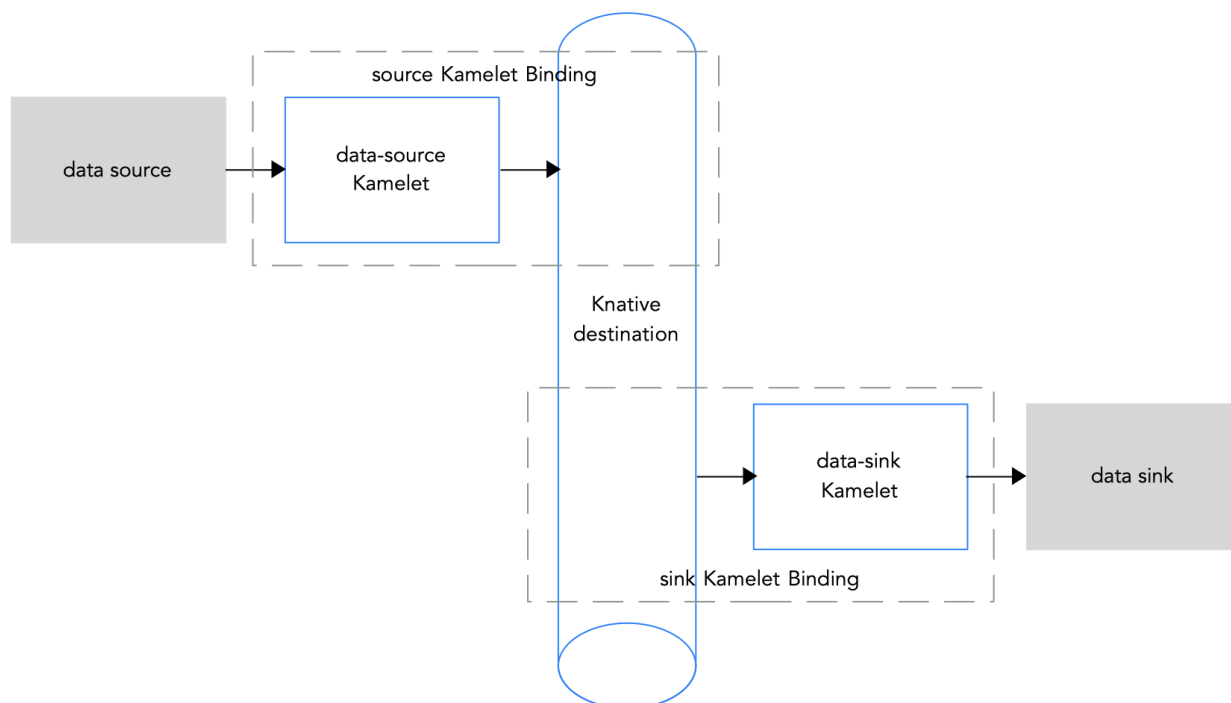 source Kamelet Binding
data source
data-source
Kamelet
Knative
destination
data-sink
Kamelet
data sink
sink Kamelet Binding